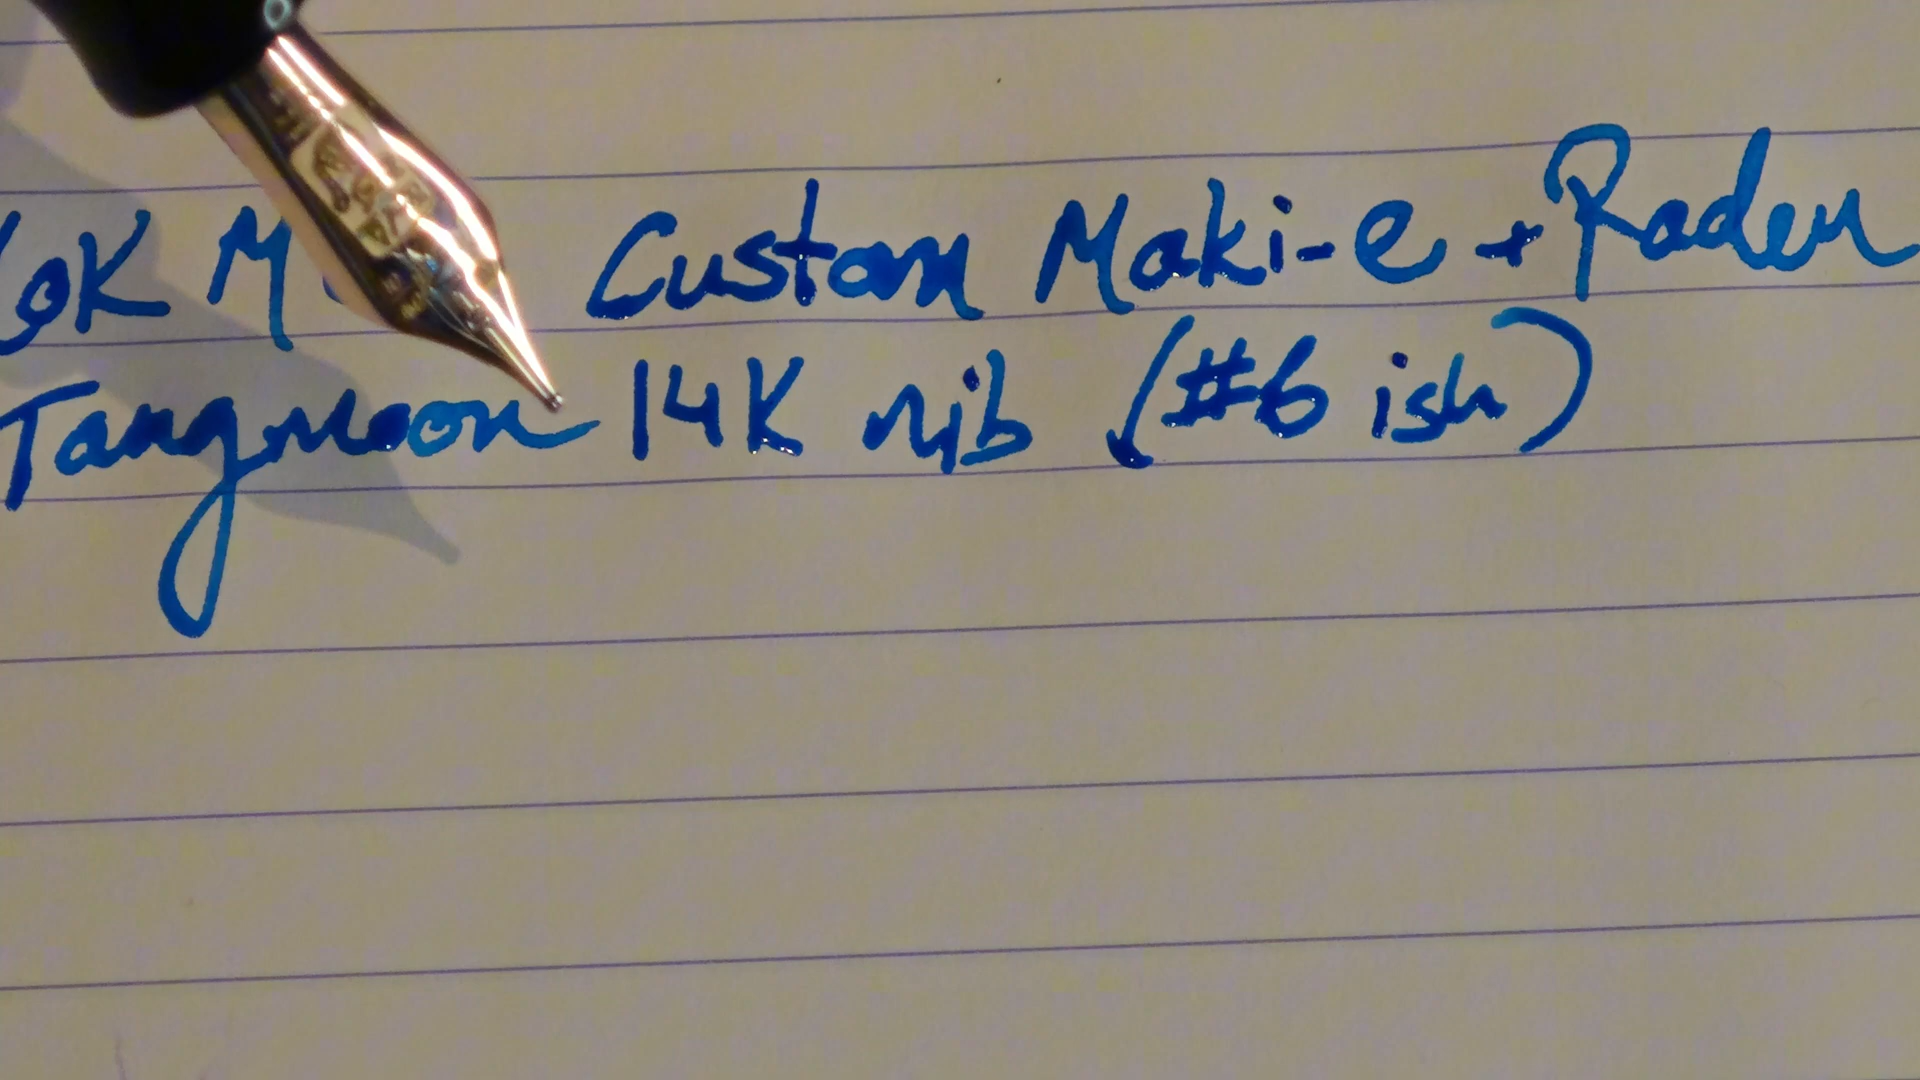 Custom Maki-e + Raden
Tangmoon 14K nib (#6 ish)